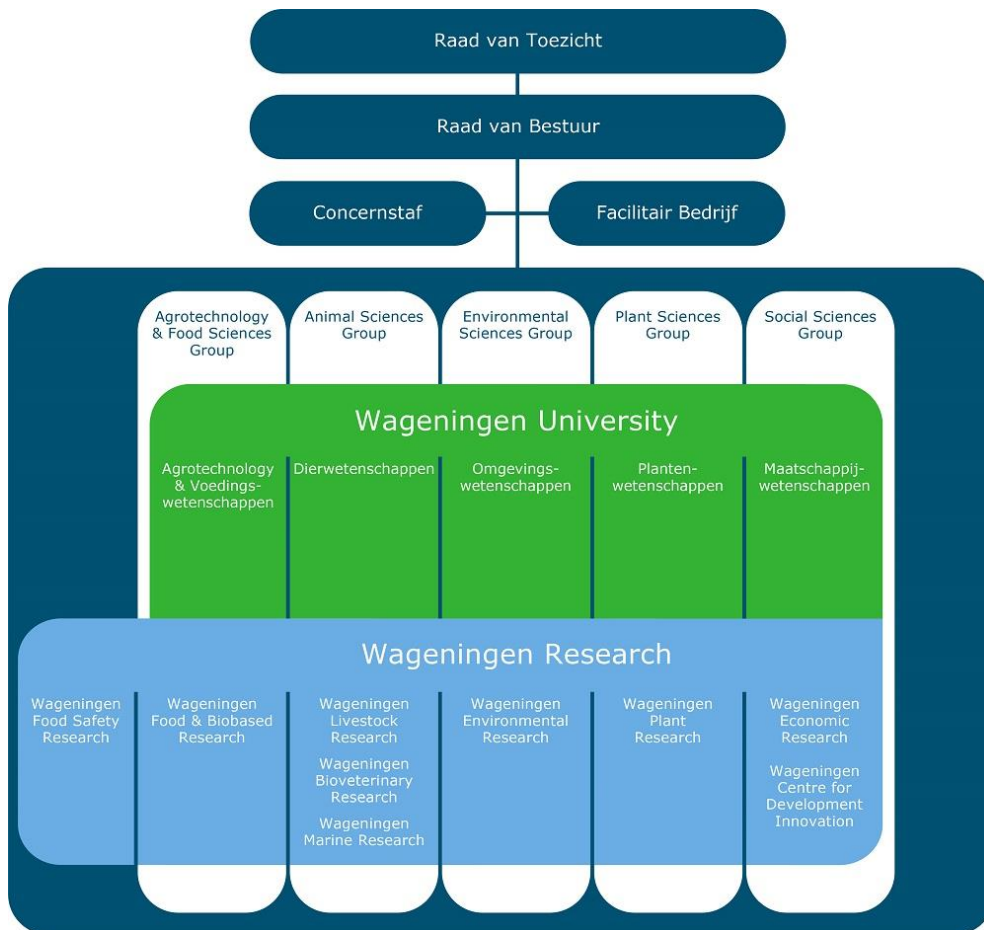 Raad van Toezicht
Raad van Bestuur
Concernstaf
Facilitair Bedrijf
Agrotechnology
& Food Sciences
Group
Animal Sciences
Group
Environmental
Sciences Group
Plant Sciences
Group
Social Sciences
Group
Wageningen University
Agrotechnology
& Voedings-
wetenschappen
Dierwetenschappen
Omgevings-
wetenschappen
Planten-
wetenschappen
Maatschappij-
wetenschappen
Wageningen Research
Wageningen
Food Safety
Research
Wageningen
Food & Biobased
Research
Wageningen
Livestock
Research
Wageningen
Bioveterinary
Research
Wageningen
Marine Research
Wageningen
Environmental
Research
Wageningen
Plant
Research
Wageningen
Economic
Research
Wageningen
Centre for
Development
Innovation